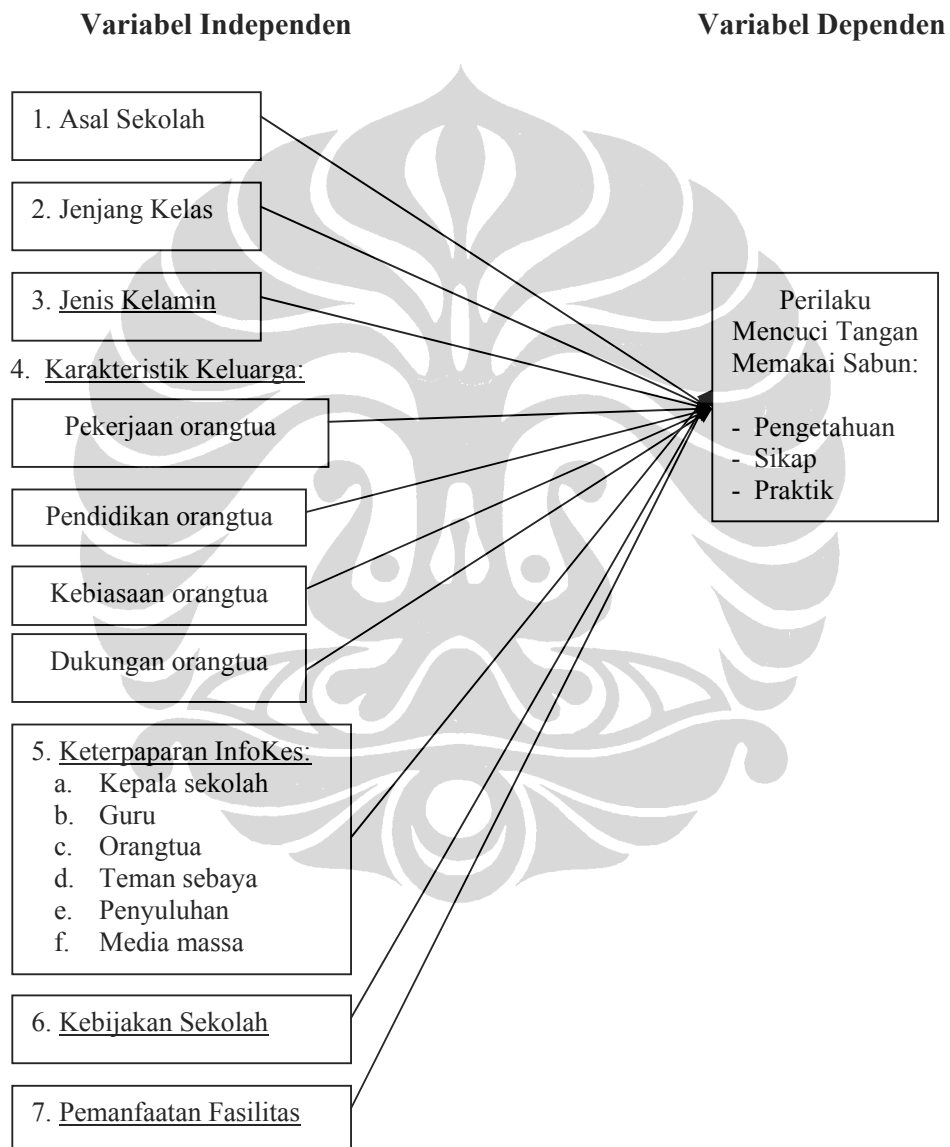 Variabel Independen
Variabel Dependen
1. Asal Sekolah
2. Jenjang Kelas
3. Jenis Kelamin
4. Karakteristik Keluarga:
Pekerjaan orangtua
Pendidikan orangtua
Kebiasaan orangtua
Dukungan orangtua
5. Keterpaparan InfoKes:
a. Kepala sekolah
b. Guru
c. Orangtua
d. Teman sebaya
e. Penyuluhan
f. Media massa
6. Kebijakan Sekolah
7. Pemanfaatan Fasilitas
Perilaku
Mencuci Tangan
Memakai Sabun:
- Pengetahuan
- Sikap
- Praktik